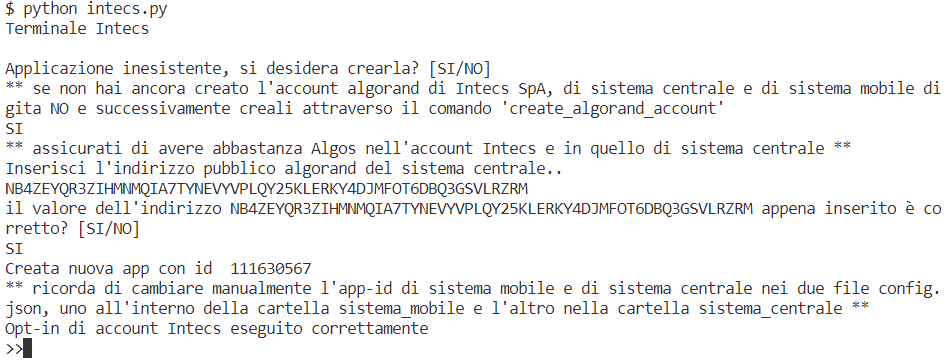 $ python intecs.py
Terminale Intecs
Applicazione inesistente, si desidera crearla? [SI/NO]
** se non hai ancora creato l'account algorand di Intecs SpA, di sistema centrale e di sistema mobile di
gita NO e successivamente creali attraverso il comando 'create_algorand_account'
SI
** assicurati di avere abbastanza Algos nell'account Intecs e in quello di sistema centrale **
Inserisci l'indirizzo pubblico algorand del sistema centrale..
NB4ZEYQR3ZIHMNMQIA7TYNEVYVPLQY25KLERKY4DJMFOT6DBQ3GSVLRZRM
il valore dell'indirizzo NB4ZEYQR3ZIHMNMQIA7TYNEVYVPLQY25KLERKY4DJMFOT6DBQ3GSVLRZRM appena inserito è co
rretto? [SI/NO]
SI
Creata nuova app con id  111630567
** ricorda di cambiare manualmente l'app-id di sistema mobile e di sistema centrale nei due file config.
json, uno all'interno della cartella sistema_mobile e l'altro nella cartella sistema_centrale **
Opt-in di account Intecs eseguito correttamente
>>